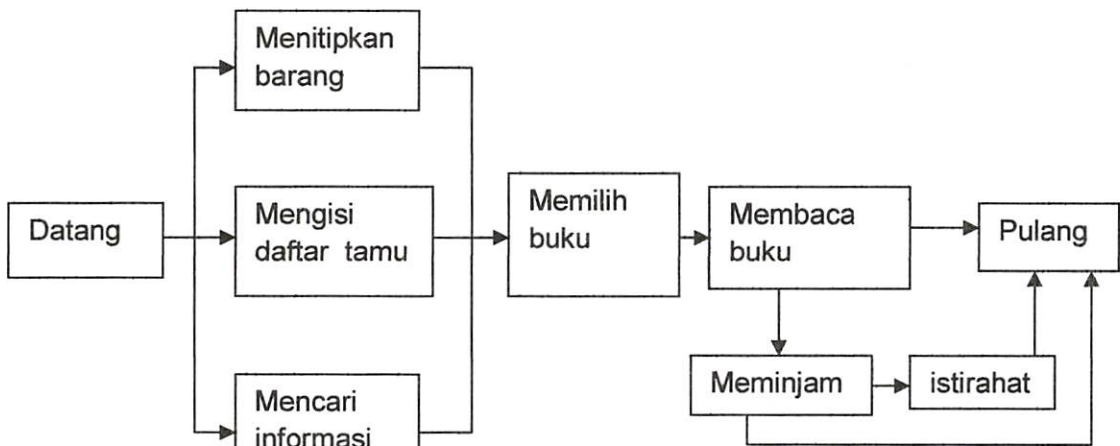 Menitipkan
barang
Datang
Mengisi
daftar tamu
Mencari
informasi
Memilih
buku
Membaca
buku
Pulang
Meminjam
istirahat